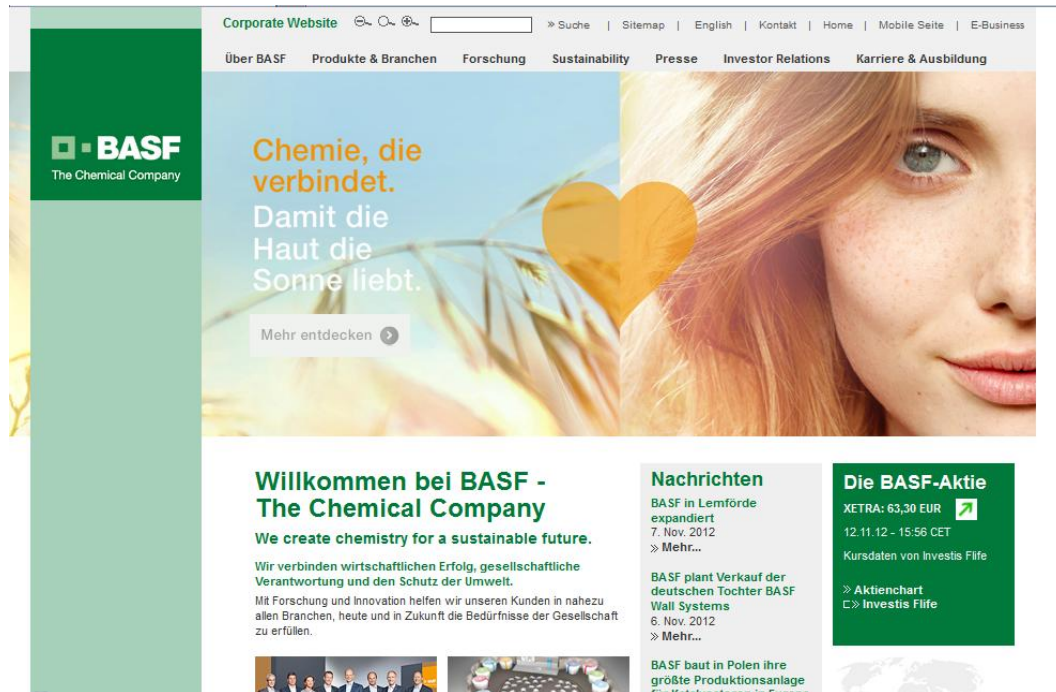 Corporate Website
» Suche | Sitemap | English | Kontakt | Home | Mobile Seite | E-Business
Über BASF Produkte & Branchen Forschung Sustainability Presse Investor Relations Karriere & Ausbildung
BASF
The Chemical Company
Chemie, die
verbindet.
Damit die
Haut die
Sonne liebt.
Mehr entdecken
Willkommen bei BASF -
The Chemical Company
We create chemistry for a sustainable future.
Wir verbinden wirtschaftlichen Erfolg, gesellschaftliche
Verantwortung und den Schutz der Umwelt.
Mit Forschung und Innovation helfen wir unseren Kunden in nahezu
allen Branchen, heute und in Zukunft die Bedürfnisse der Gesellschaft
zu erfüllen.
Nachrichten
BASF in Lemförde
expandiert
7. Nov. 2012
» Mehr...
BASF plant Verkauf der
deutschen Tochter BASF
Wall Systems
6. Nov. 2012
» Mehr...
BASF baut in Polen ihre
größte Produktionsanlage
Die BASF-Aktie
XETRA: 63,30 EUR
12.11.12 - 15:56 CET
Kursdaten von Investis Flife
» Aktienchart
» Investis Flife